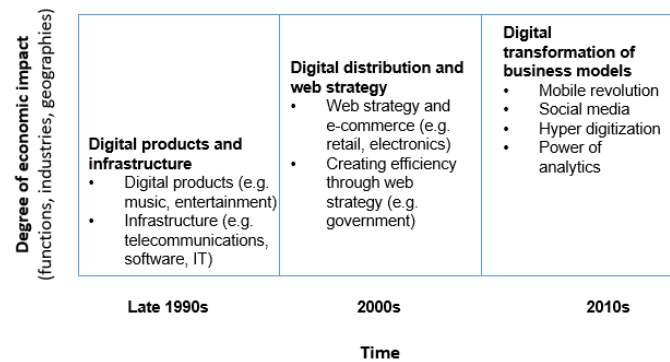 Degree of economic impact
(functions, industries, geographies)
Digital products and
infrastructure
• Digital products (e.g.
music, entertainment)
• Infrastructure (e.g.
telecommunications,
software, IT)
Digital distribution and
web strategy
• Web strategy and
e-commerce (e.g.
retail, electronics)
• Creating efficiency
through web
strategy (e.g.
government)
Digital
transformation of
business models
• Mobile revolution
• Social media
• Hyper digitization
• Power of
analytics
Late 1990s
2000s
2010s
Time